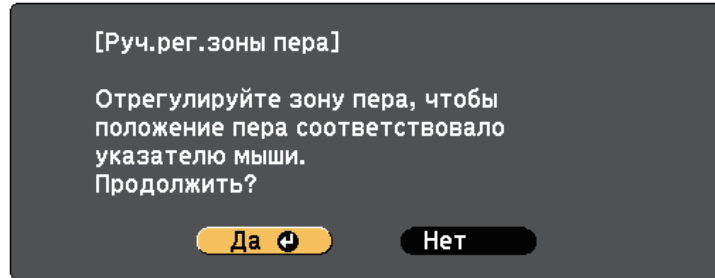 [Руч.рег.зоны пера]
Отрегулируйте зону пера, чтобы
положение пера соответствовало
указателю мыши.
Продолжить?
Да Нет